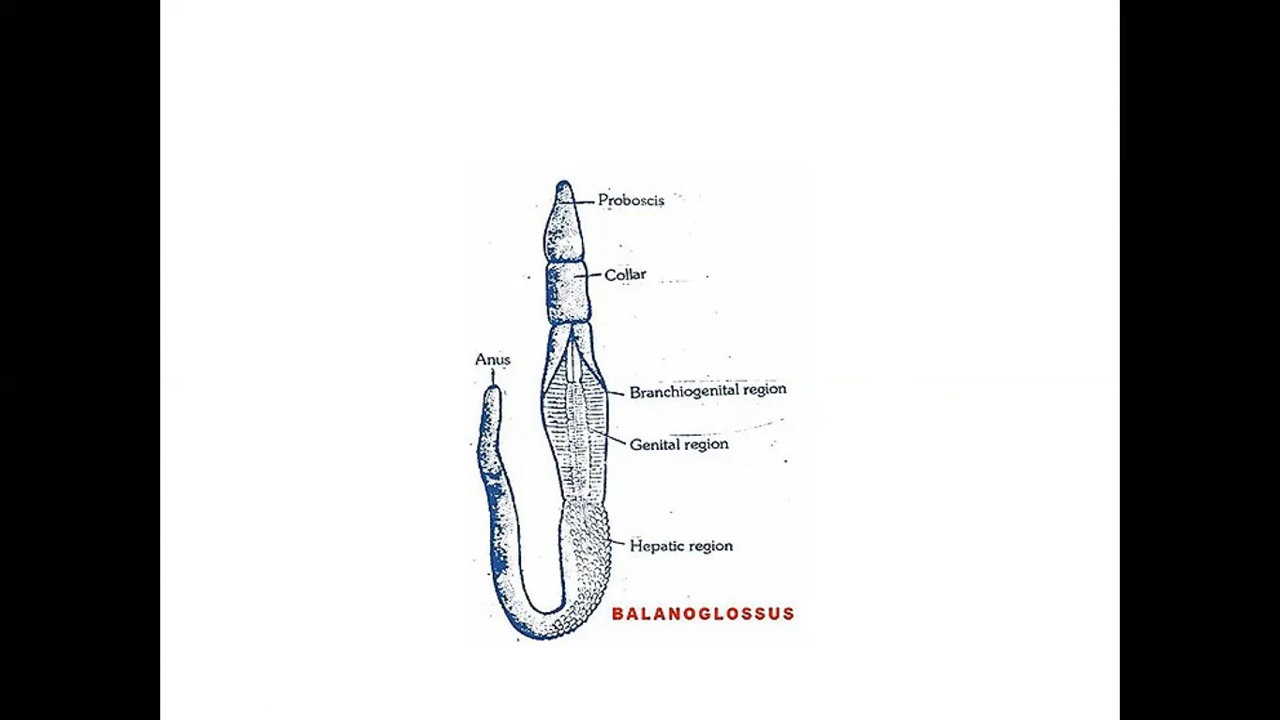 Proboscis
Collar
Anus
Branchiogenital region
Genital region
Hepatic region
BALANOGLOSSUS